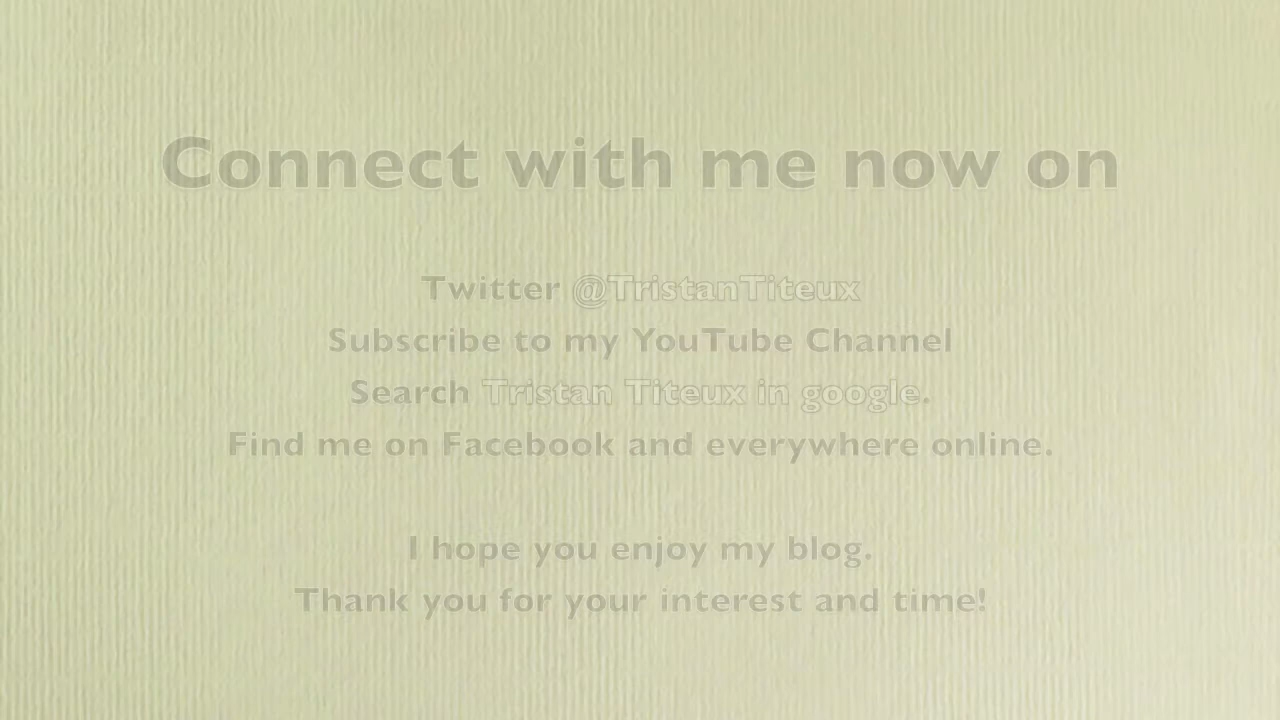 Connect with me now on
Twitter @TristanTiteux
Subscribe to my YouTube Channel
Search Tristan Titeux in google.
Find me on Facebook and everywhere online.
I hope you enjoy my blog.
Thank you for your interest and time!